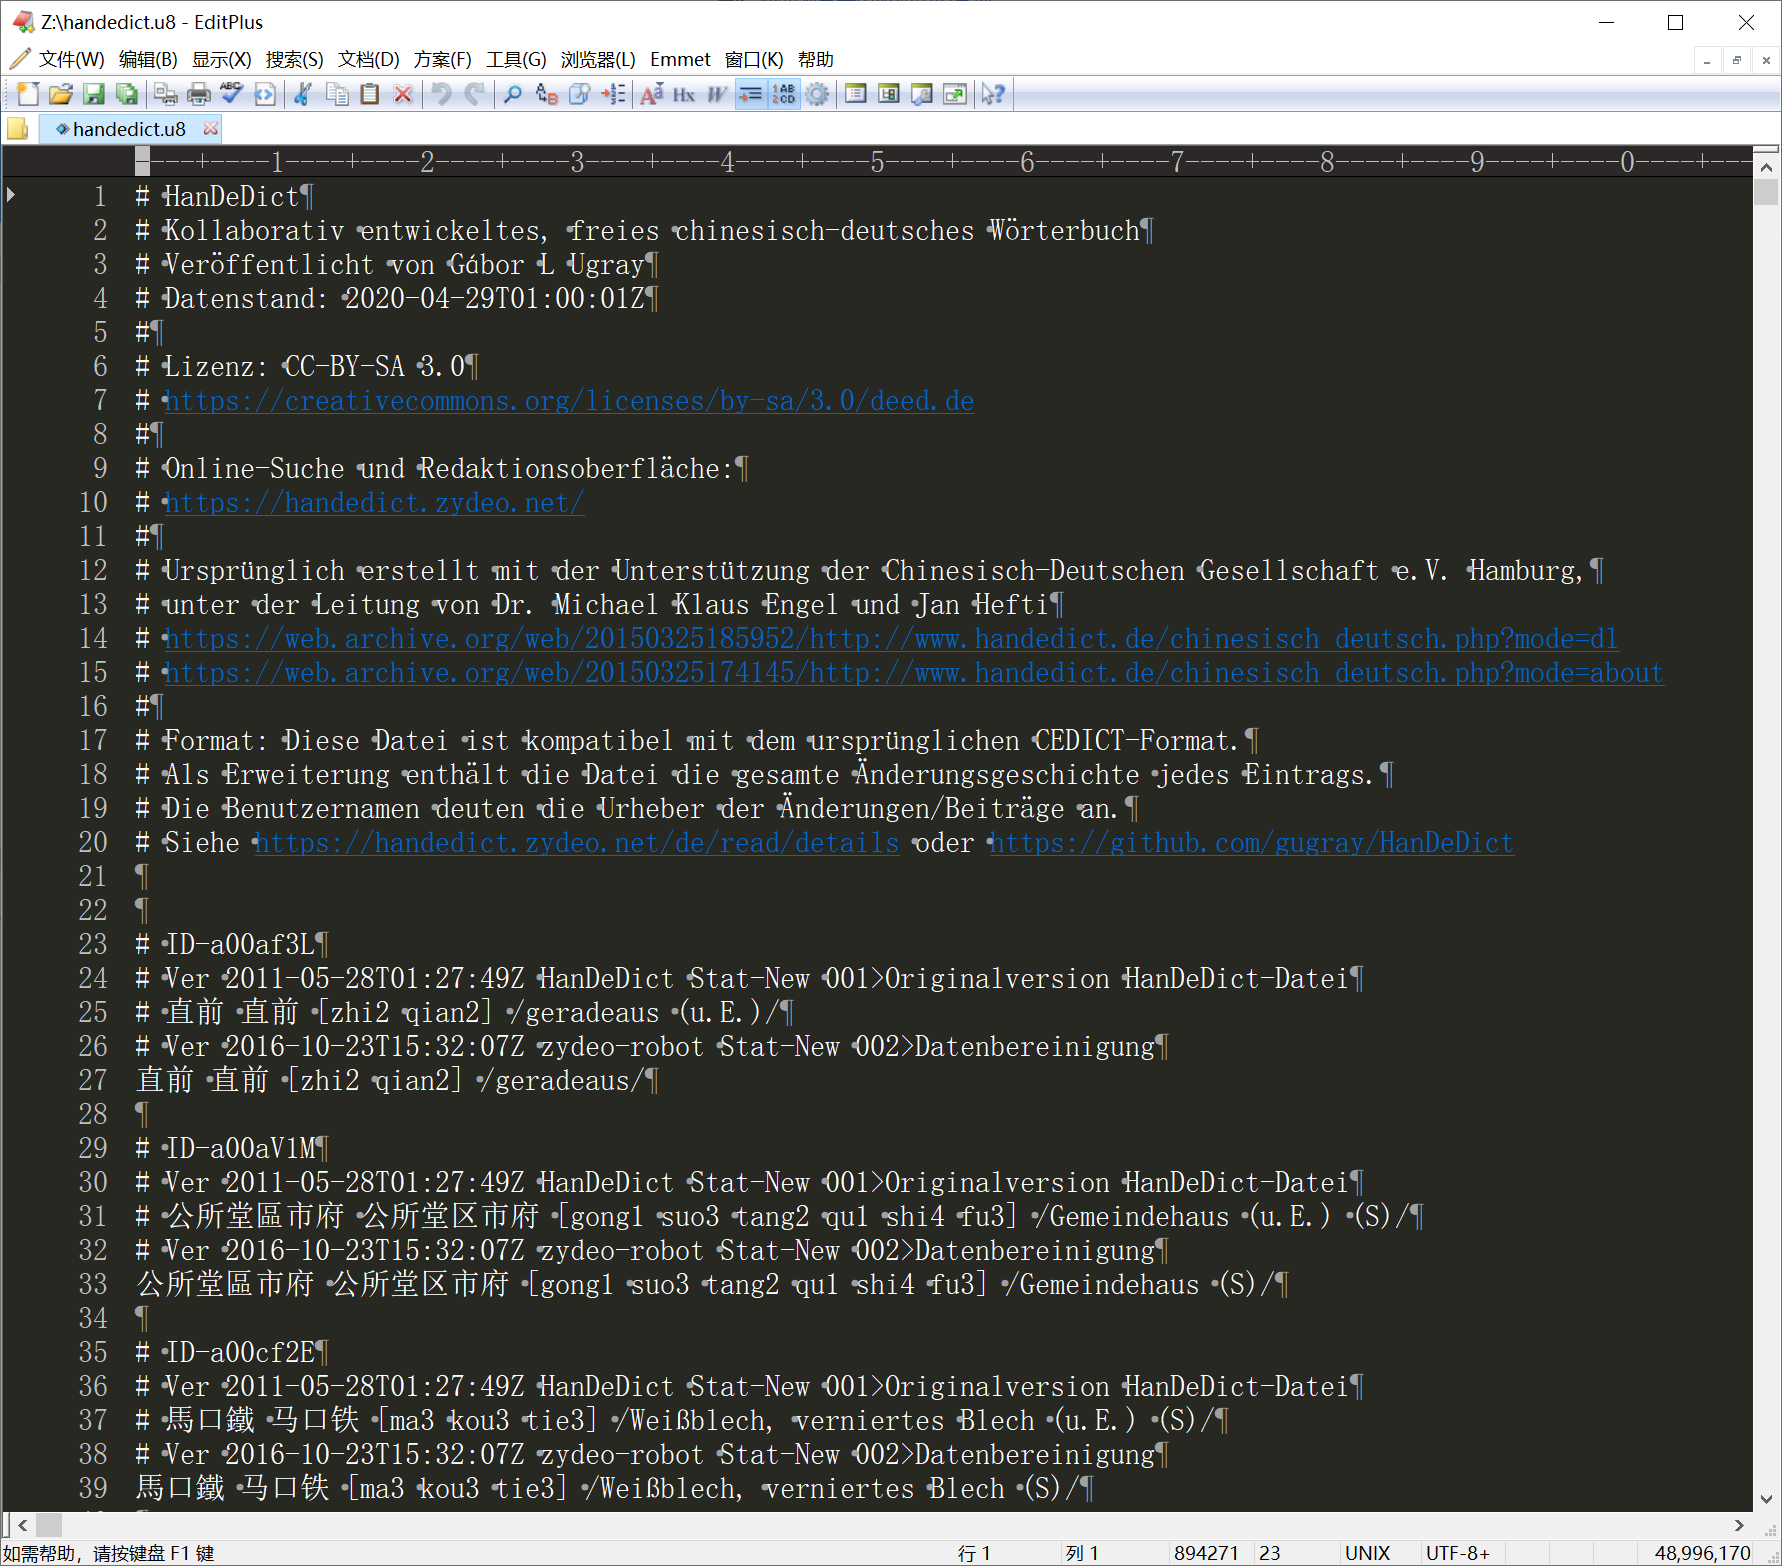 Z:\handedict.u8 - EditPlus
文件(W) 编辑(B) 显示(X) 搜索(S) 文档(D) 方案(F) 工具(G) 浏览器(L) Emmet 窗口(K) 帮助
handedict.u8
----+----1----+----2----+----3----+----4----+----5----+----6----+----7----+----8----+----9----+----0----+---
1 # HanDeDict¶
2 # Kollaborativ entwickeltes, freies chinesisch-deutsches Wörterbuch¶
3 # Veröffentlicht von Gábor L Ugray¶
4 # Datenstand: 2020-04-29T01:00:01Z¶
5 #¶
6 # Lizenz: CC-BY-SA 3.0¶
7 # https://creativecommons.org/licenses/by-sa/3.0/deed.de
8 #¶
9 # Online-Suche und Redaktionsoberfläche:¶
10 # https://handedict.zydeo.net/
11 #¶
12 # Ursprünglich erstellt mit der Unterstützung der Chinesisch-Deutschen Gesellschaft e.V. Hamburg,¶
13 # unter der Leitung von Dr. Michael Klaus Engel und Jan Hefti¶
14 # https://web.archive.org/web/20150325185952/http://www.handedict.de/chinesisch_deutsch.php?mode=dl
15 # https://web.archive.org/web/20150325174145/http://www.handedict.de/chinesisch_deutsch.php?mode=about
16 #¶
17 # Format: Diese Datei ist kompatibel mit dem ursprünglichen CEDICT-Format.¶
18 # Als Erweiterung enthält die Datei die gesamte Änderungsgeschichte jedes Eintrags.¶
19 # Die Benutzernamen deuten die Urheber der Änderungen/Beiträge an.¶
20 # Siehe https://handedict.zydeo.net/de/read/details oder https://github.com/gugray/HanDeDict
21 ¶
22 ¶
23 # ID-a00af3L¶
24 # Ver 2011-05-28T01:27:49Z HanDeDict Stat-New 001>Originalversion HanDeDict-Datei¶
25 # 直前 直前 [zhi2 qian2] /geradeaus (u.E.)/¶
26 # Ver 2016-10-23T15:32:07Z zydeo-robot Stat-New 002>Datenbereinigung¶
27 直前 直前 [zhi2 qian2] /geradeaus/¶
28 ¶
29 # ID-a00aV1M¶
30 # Ver 2011-05-28T01:27:49Z HanDeDict Stat-New 001>Originalversion HanDeDict-Datei¶
31 # 公所堂區市府 公所堂区市府 [gong1 suo3 tang2 qu1 shi4 fu3] /Gemeindehaus (u.E.) (S)/¶
32 # Ver 2016-10-23T15:32:07Z zydeo-robot Stat-New 002>Datenbereinigung¶
33 公所堂區市府 公所堂区市府 [gong1 suo3 tang2 qu1 shi4 fu3] /Gemeindehaus (S)/¶
34 ¶
35 # ID-a00cf2E¶
36 # Ver 2011-05-28T01:27:49Z HanDeDict Stat-New 001>Originalversion HanDeDict-Datei¶
37 # 馬口鐵 马口铁 [ma3 kou3 tie3] /Weißblech, verniertes Blech (u.E.) (S)/¶
38 # Ver 2016-10-23T15:32:07Z zydeo-robot Stat-New 002>Datenbereinigung¶
39 馬口鐵 马口铁 [ma3 kou3 tie3] /Weißblech, verniertes Blech (S)/¶
如需帮助，请按键盘 F1 键 行 1 列 1 894271 23 UNIX UTF-8+ 48,996,170